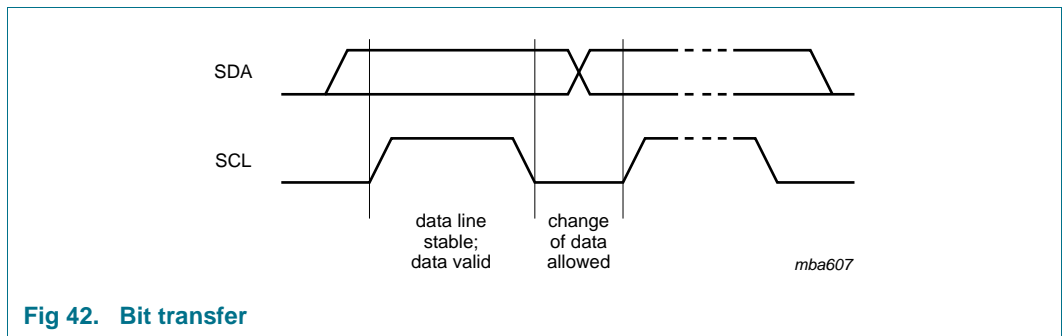 SDA
SCL
data line
stable;
data valid
change
of data
allowed
mba607
Fig 42. Bit transfer